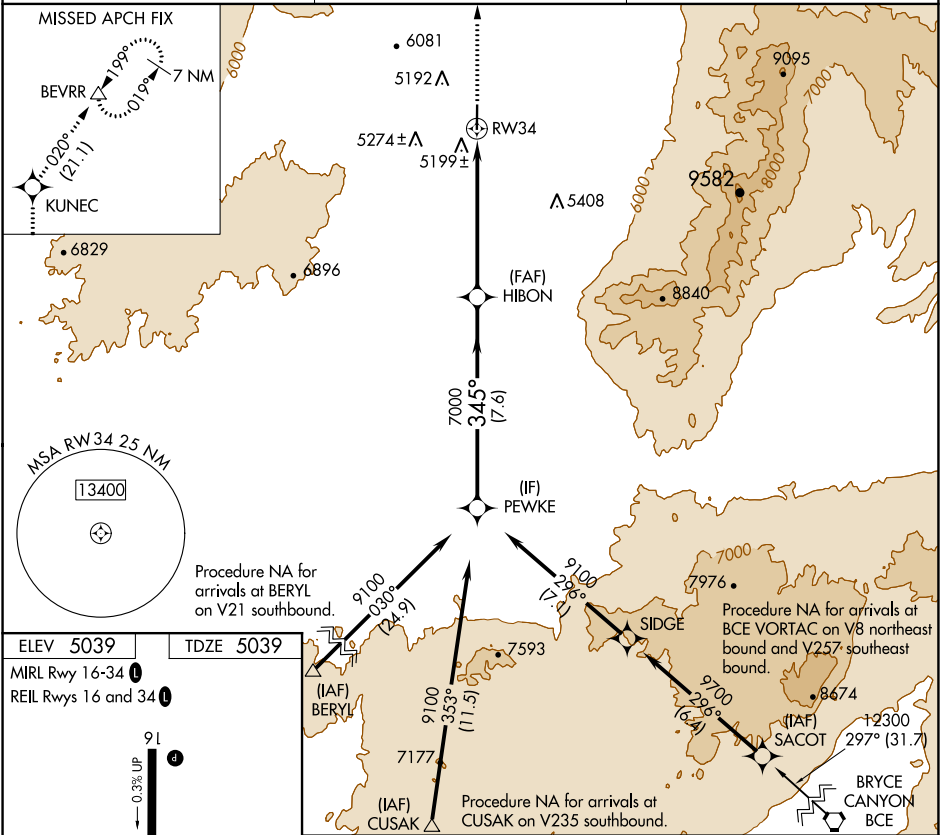 MISSED APCH FIX
199°
7 NM
BEVRR
019°
020°
(21.1)
KUNEC
6000
6081
5192
RW34
5274±
5199±
5408
9095
7000
8000
6000
9582
6829
6896
(FAF)
HIBON
8840
7000
345°
(7.6)
MSA RW34 25 NM
13400
(IF)
PEWKE
Procedure NA for
arrivals at BERYL
on V21 southbound.
9100
030°
(24.9)
9100
296°
(7.1)
7000
7976
SIDGE
Procedure NA for arrivals at
BCE VORTAC on V8 northeast
bound and V257 southeast
bound.
ELEV 5039
TDZE 5039
MIRL Rwy 16-34 L
REIL Rwys 16 and 34 L
(IAF)
BERYL
7593
9100
353°
(11.5)
9700
296°
(6.4)
8674
(IAF)
SACOT
12300
297° (31.7)
7177
16
P
0.3% UP
(IAF)
CUSAK
Procedure NA for arrivals at
CUSAK on V235 southbound.
BRYCE
CANYON
BCE